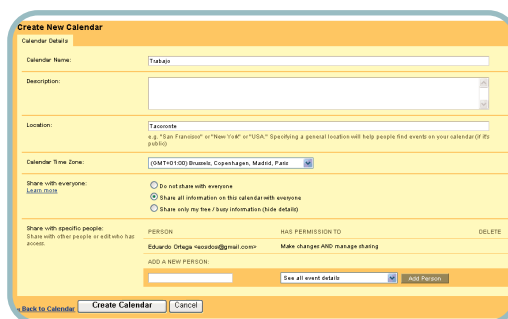 Create New Calendar
Calendar Details
Calendar Name:
Trabajo
Description:
Location:
Tacoronte
e.g. "San Francisco" or "New York" or "USA." Specifying a general location will help people find events on your calendar (if it's
public)
Calendar Time Zone:
(GMT+01:00) Brussels, Copenhagen, Madrid, Paris
Share with everyone:
Learn more
Do not share with everyone
Share all information on this calendar with everyone
Share only my free / busy information (hide details)
Share with specific people:
Share with other people or edit who has
access.
PERSON HAS PERMISSION TO DELETE
Eduardo Ortega <eosdos@gmail.com> Make changes AND manage sharing
ADD A NEW PERSON:
See all event details Add Person
« Back to Calendar Create Calendar Cancel